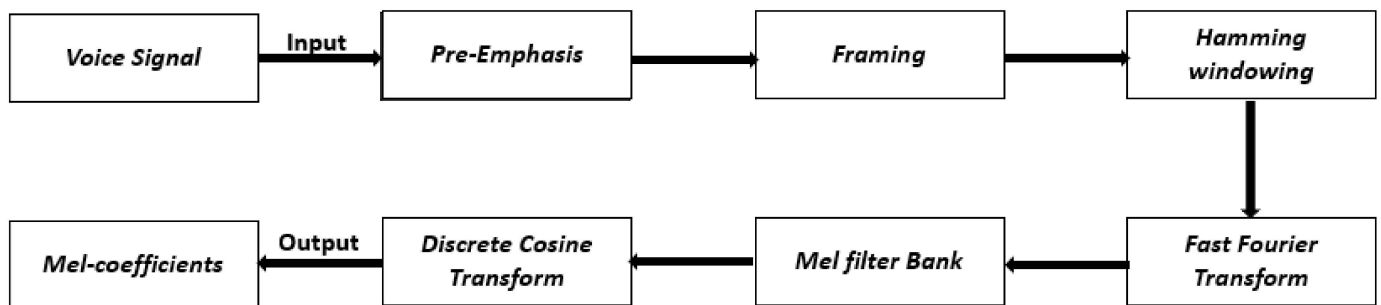 Voice Signal
Input
Pre-Emphasis
Framing
Hamming
windowing
Mel-coefficients
Output
Discrete Cosine
Transform
Mel filter Bank
Fast Fourier
Transform